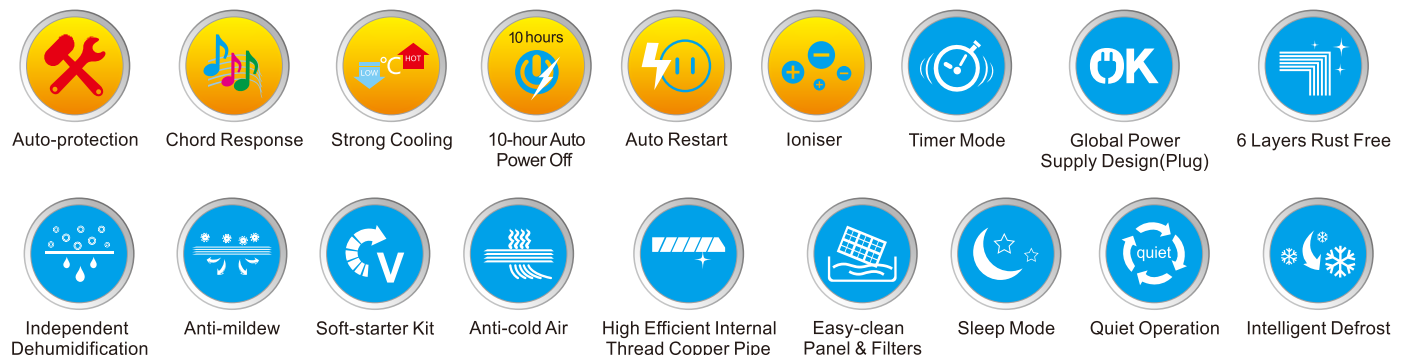 10 hours
LOW °C HOT
OK
Auto-protection
Chord Response
Strong Cooling
10-hour Auto
Power Off
Auto Restart
Ioniser
Timer Mode
Global Power
Supply Design(Plug)
6 Layers Rust Free
V
quiet
Independent
Dehumidification
Anti-mildew
Soft-starter Kit
Anti-cold Air
High Efficient Internal
Thread Copper Pipe
Easy-clean
Panel & Filters
Sleep Mode
Quiet Operation
Intelligent Defrost